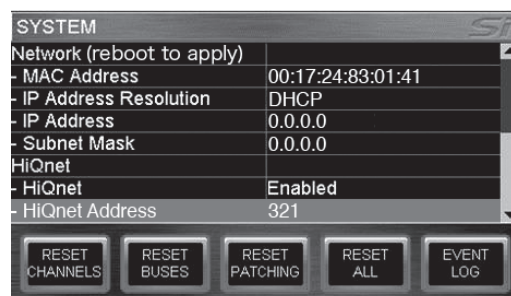 SYSTEM Si
Network (reboot to apply)
- MAC Address 00:17:24:83:01:41
- IP Address Resolution DHCP
- IP Address 0.0.0.0
- Subnet Mask 0.0.0.0
HiQnet
- HiQnet Enabled
- HiQnet Address 321
RESET CHANNELS
RESET BUSES
RESET PATCHING
RESET ALL
EVENT LOG